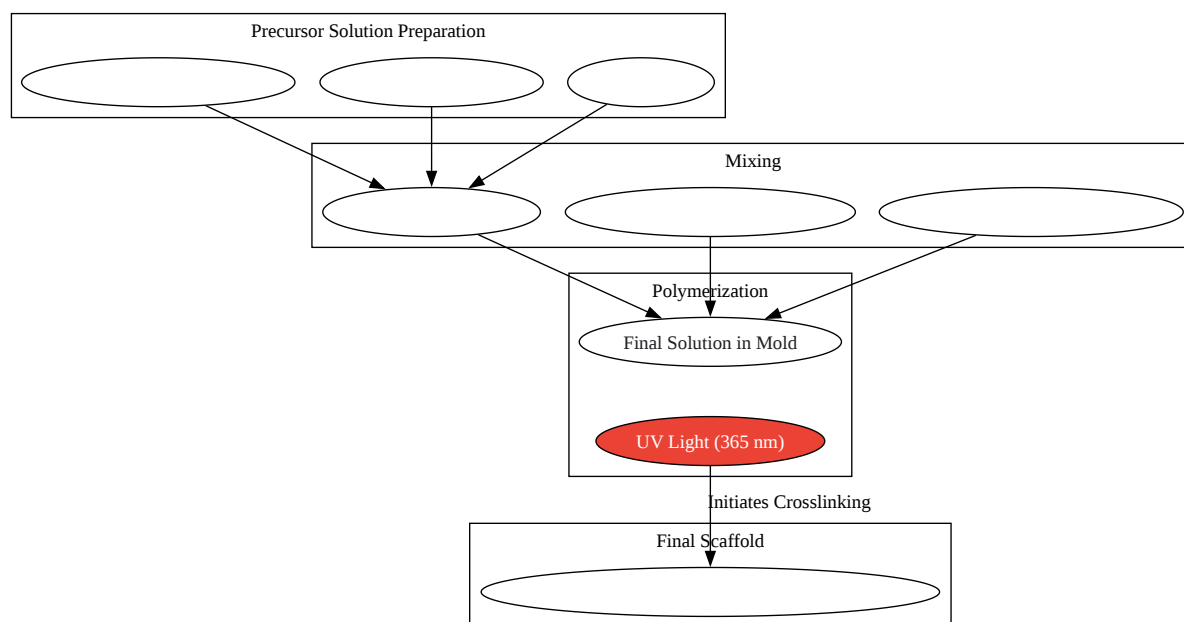 Precursor Solution Preparation
Mixing
Polymerization
Final Solution in Mold
UV Light (365 nm)
Initiates Crosslinking
Final Scaffold